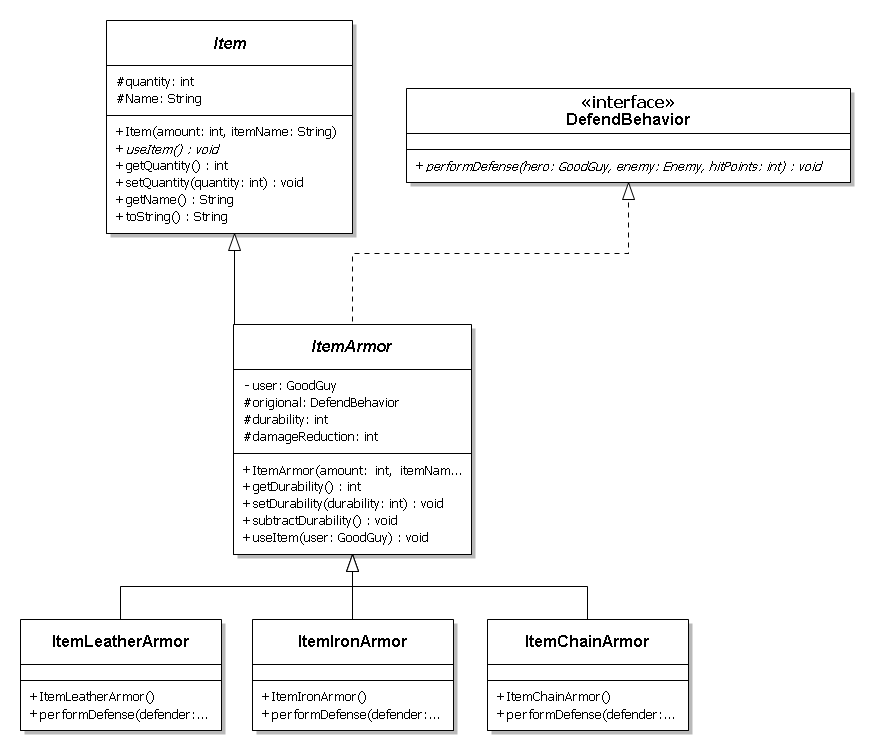 Item
#quantity: int
#Name: String
+Item(amount: int, itemName: String)
+useItem() : void
+getQuantity() : int
+setQuantity(quantity: int) : void
+getName() : String
+toString() : String
«interface»
DefendBehavior
+performDefense(hero: GoodGuy, enemy: Enemy, hitPoints: int) : void
ItemArmor
-user: GoodGuy
#origional: DefendBehavior
#durability: int
#damageReduction: int
+ItemArmor(amount: int, itemNam...
+getDurability() : int
+setDurability(durability: int) : void
+subtractDurability() : void
+useItem(user: GoodGuy) : void
ItemLeatherArmor
+ItemLeatherArmor()
+performDefense(defender:...
ItemIronArmor
+ItemIronArmor()
+performDefense(defender:...
ItemChainArmor
+ItemChainArmor()
+performDefense(defender:...